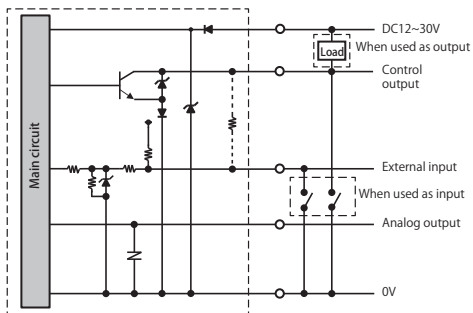 DC12~30V
Load
When used as output
Control
output
Main circuit
External input
When used as input
Analog output
0V